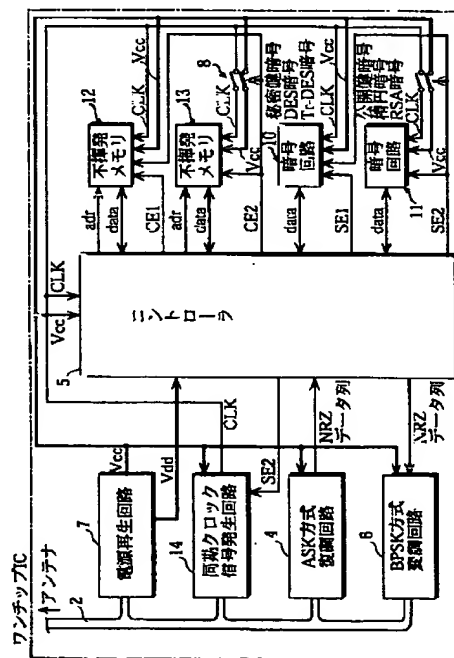 ワンチップIC
アンテナ
2
7
電源再生回路
Vcc
Vdd
14
同期クロック
信号発生回路
CLK
SE2
4
ASK方式
復調回路
NRZ
データ列
6
BPSK方式
変調回路
NRZ
データ列
5
Vcc
CLK
コントローラ
adr
data
CE1
12
不揮発
メモリ
CLK
Vcc
adr
data
CE2
13
不揮発
メモリ
CLK
Vcc
8
data
SE1
10
暗号
回路
秘密鍵暗号
DES暗号
Tr-DES暗号
CLK
Vcc
data
SE2
11
暗号
回路
公開鍵暗号
楕円暗号
RSA暗号
CLK
Vcc